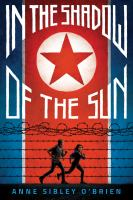 IN THE SHADOW
OF THE SUN
ANNE SIBLEY O'BRIEN